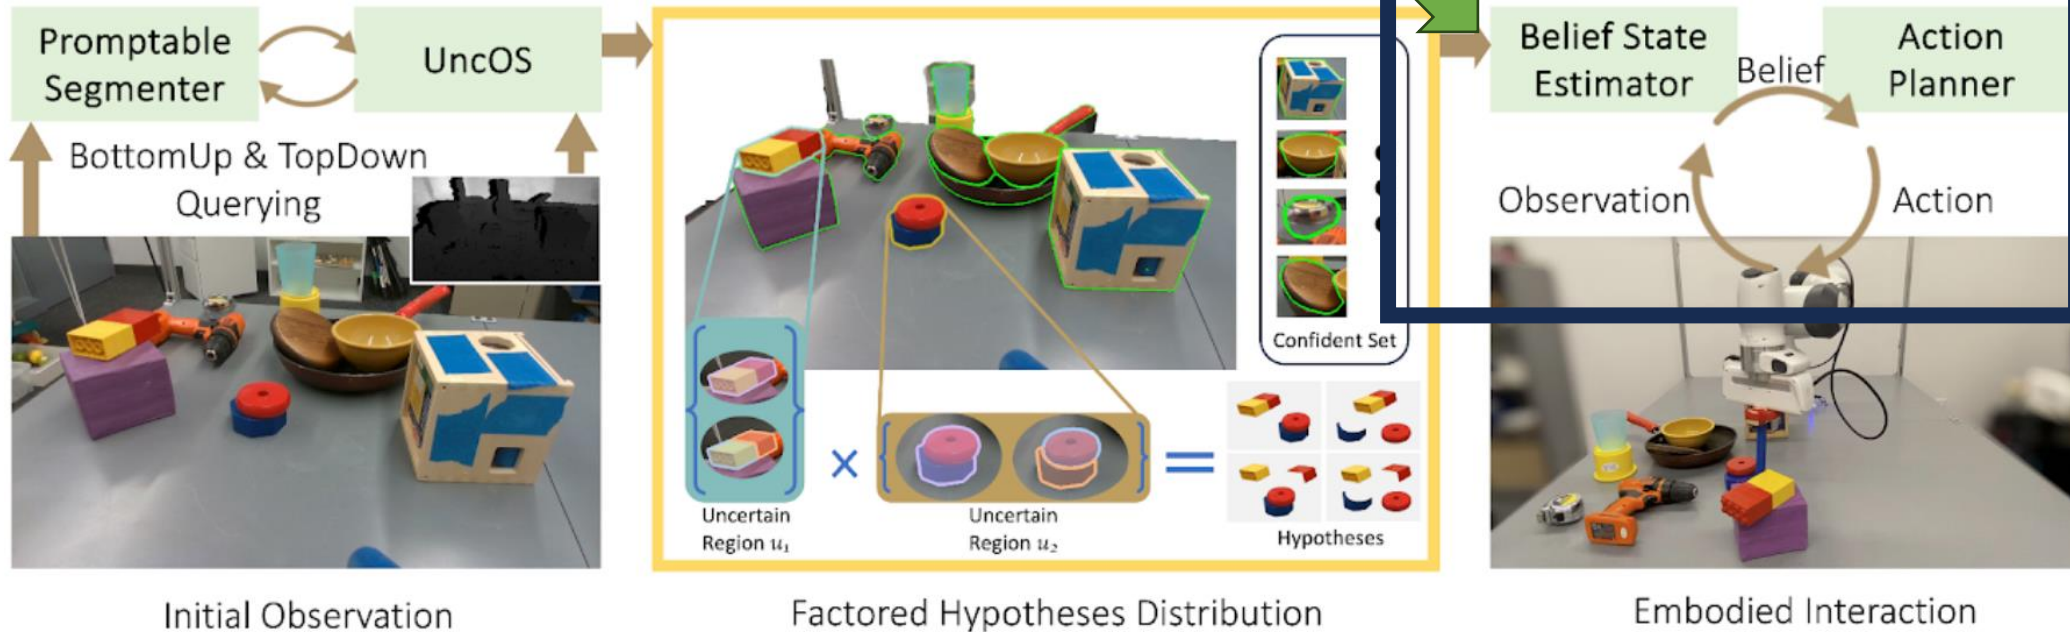 Promptable
Segmenter
UncOS
BottomUp & TopDown
Querying
Initial Observation
Confident Set
Uncertain
Region u₁
×
Uncertain
Region u₂
=
Hypotheses
Factored Hypotheses Distribution
Belief State
Estimator
Belief
Action
Planner
Observation
Action
Embodied Interaction